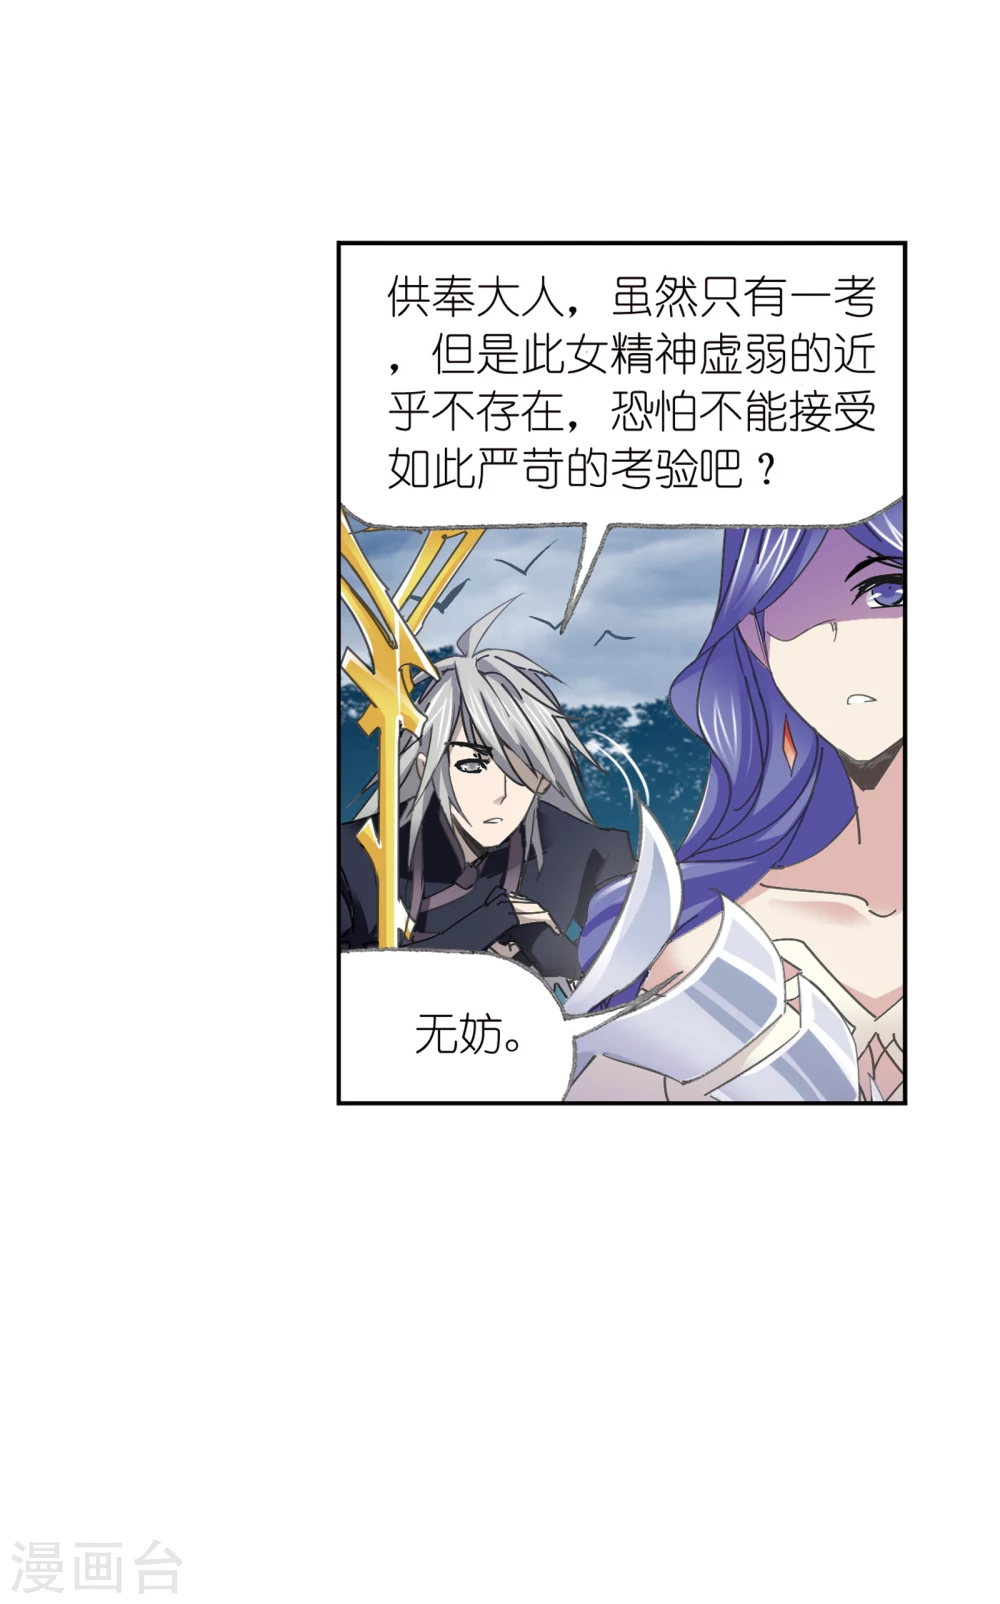 供奉大人，虽然只有一考
，但是此女精神虚弱的近
乎不存在，恐怕不能接受
如此严苛的考验吧？
无妨。
漫画台